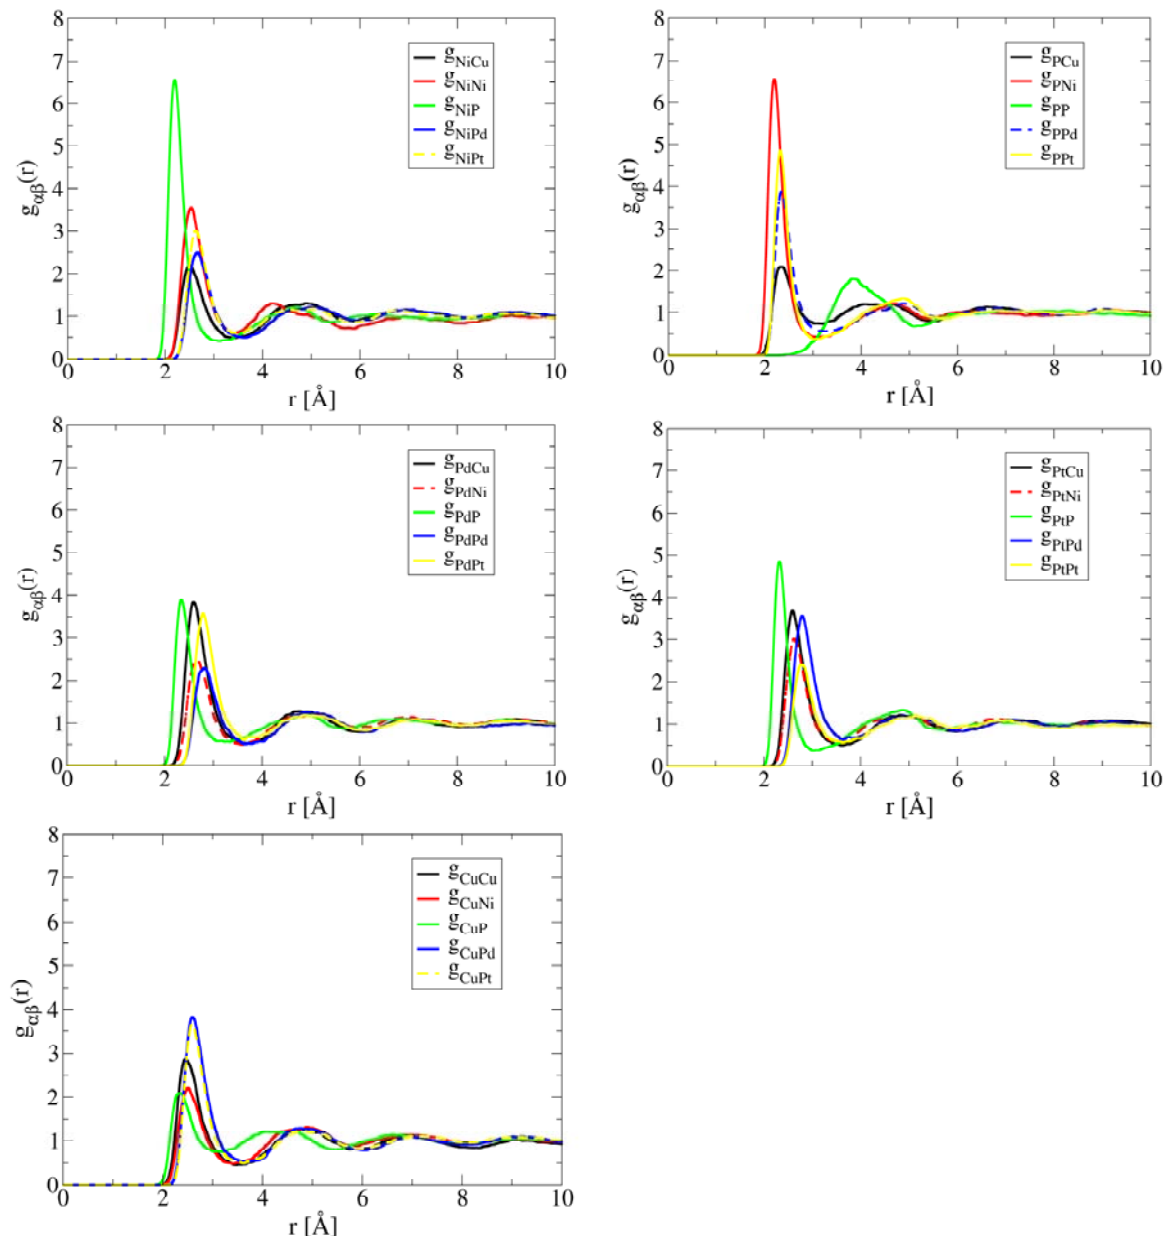 8
7
6
5
4
3
2
1
0
0 2 4 6 8 10
g_αβ(r)
r [Å]
g_NiCu
g_NiNi
g_NiP
g_NiPd
g_NiPt
8
7
6
5
4
3
2
1
0
0 2 4 6 8 10
g_αβ(r)
r [Å]
g_PCu
g_PNi
g_PP
g_PPd
g_PPt
8
7
6
5
4
3
2
1
0
0 2 4 6 8 10
g_αβ(r)
r [Å]
g_PdCu
g_PdNi
g_PdP
g_PdPd
g_PdPt
8
7
6
5
4
3
2
1
0
0 2 4 6 8 10
g_αβ(r)
r [Å]
g_PtCu
g_PtNi
g_PtP
g_PtPd
g_PtPt
8
7
6
5
4
3
2
1
0
0 2 4 6 8 10
g_αβ(r)
r [Å]
g_CuCu
g_CuNi
g_CuP
g_CuPd
g_CuPt